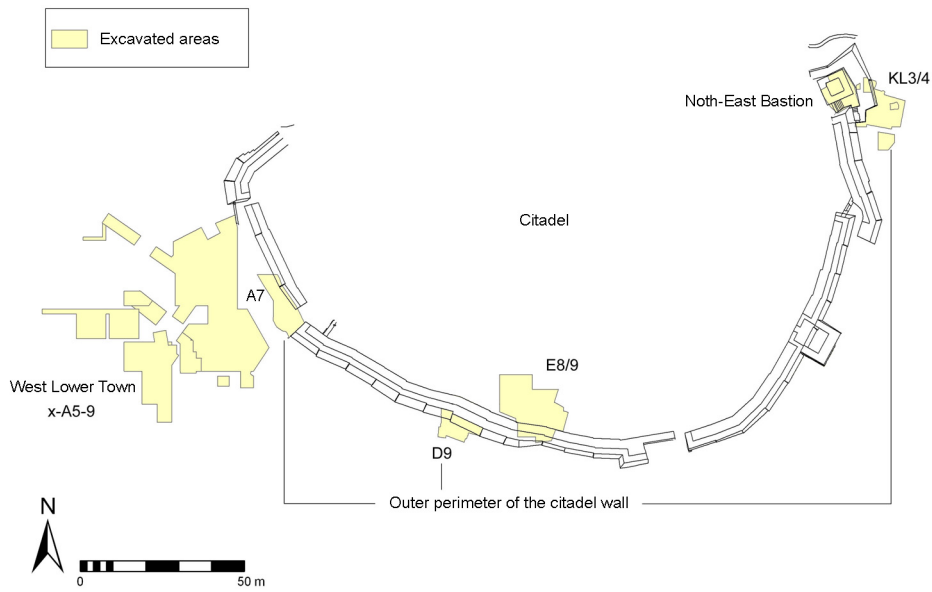 Excavated areas
KL3/4
Noth-East Bastion
Citadel
A7
E8/9
West Lower Town
x-A5-9
D9
Outer perimeter of the citadel wall
N
0
50 m